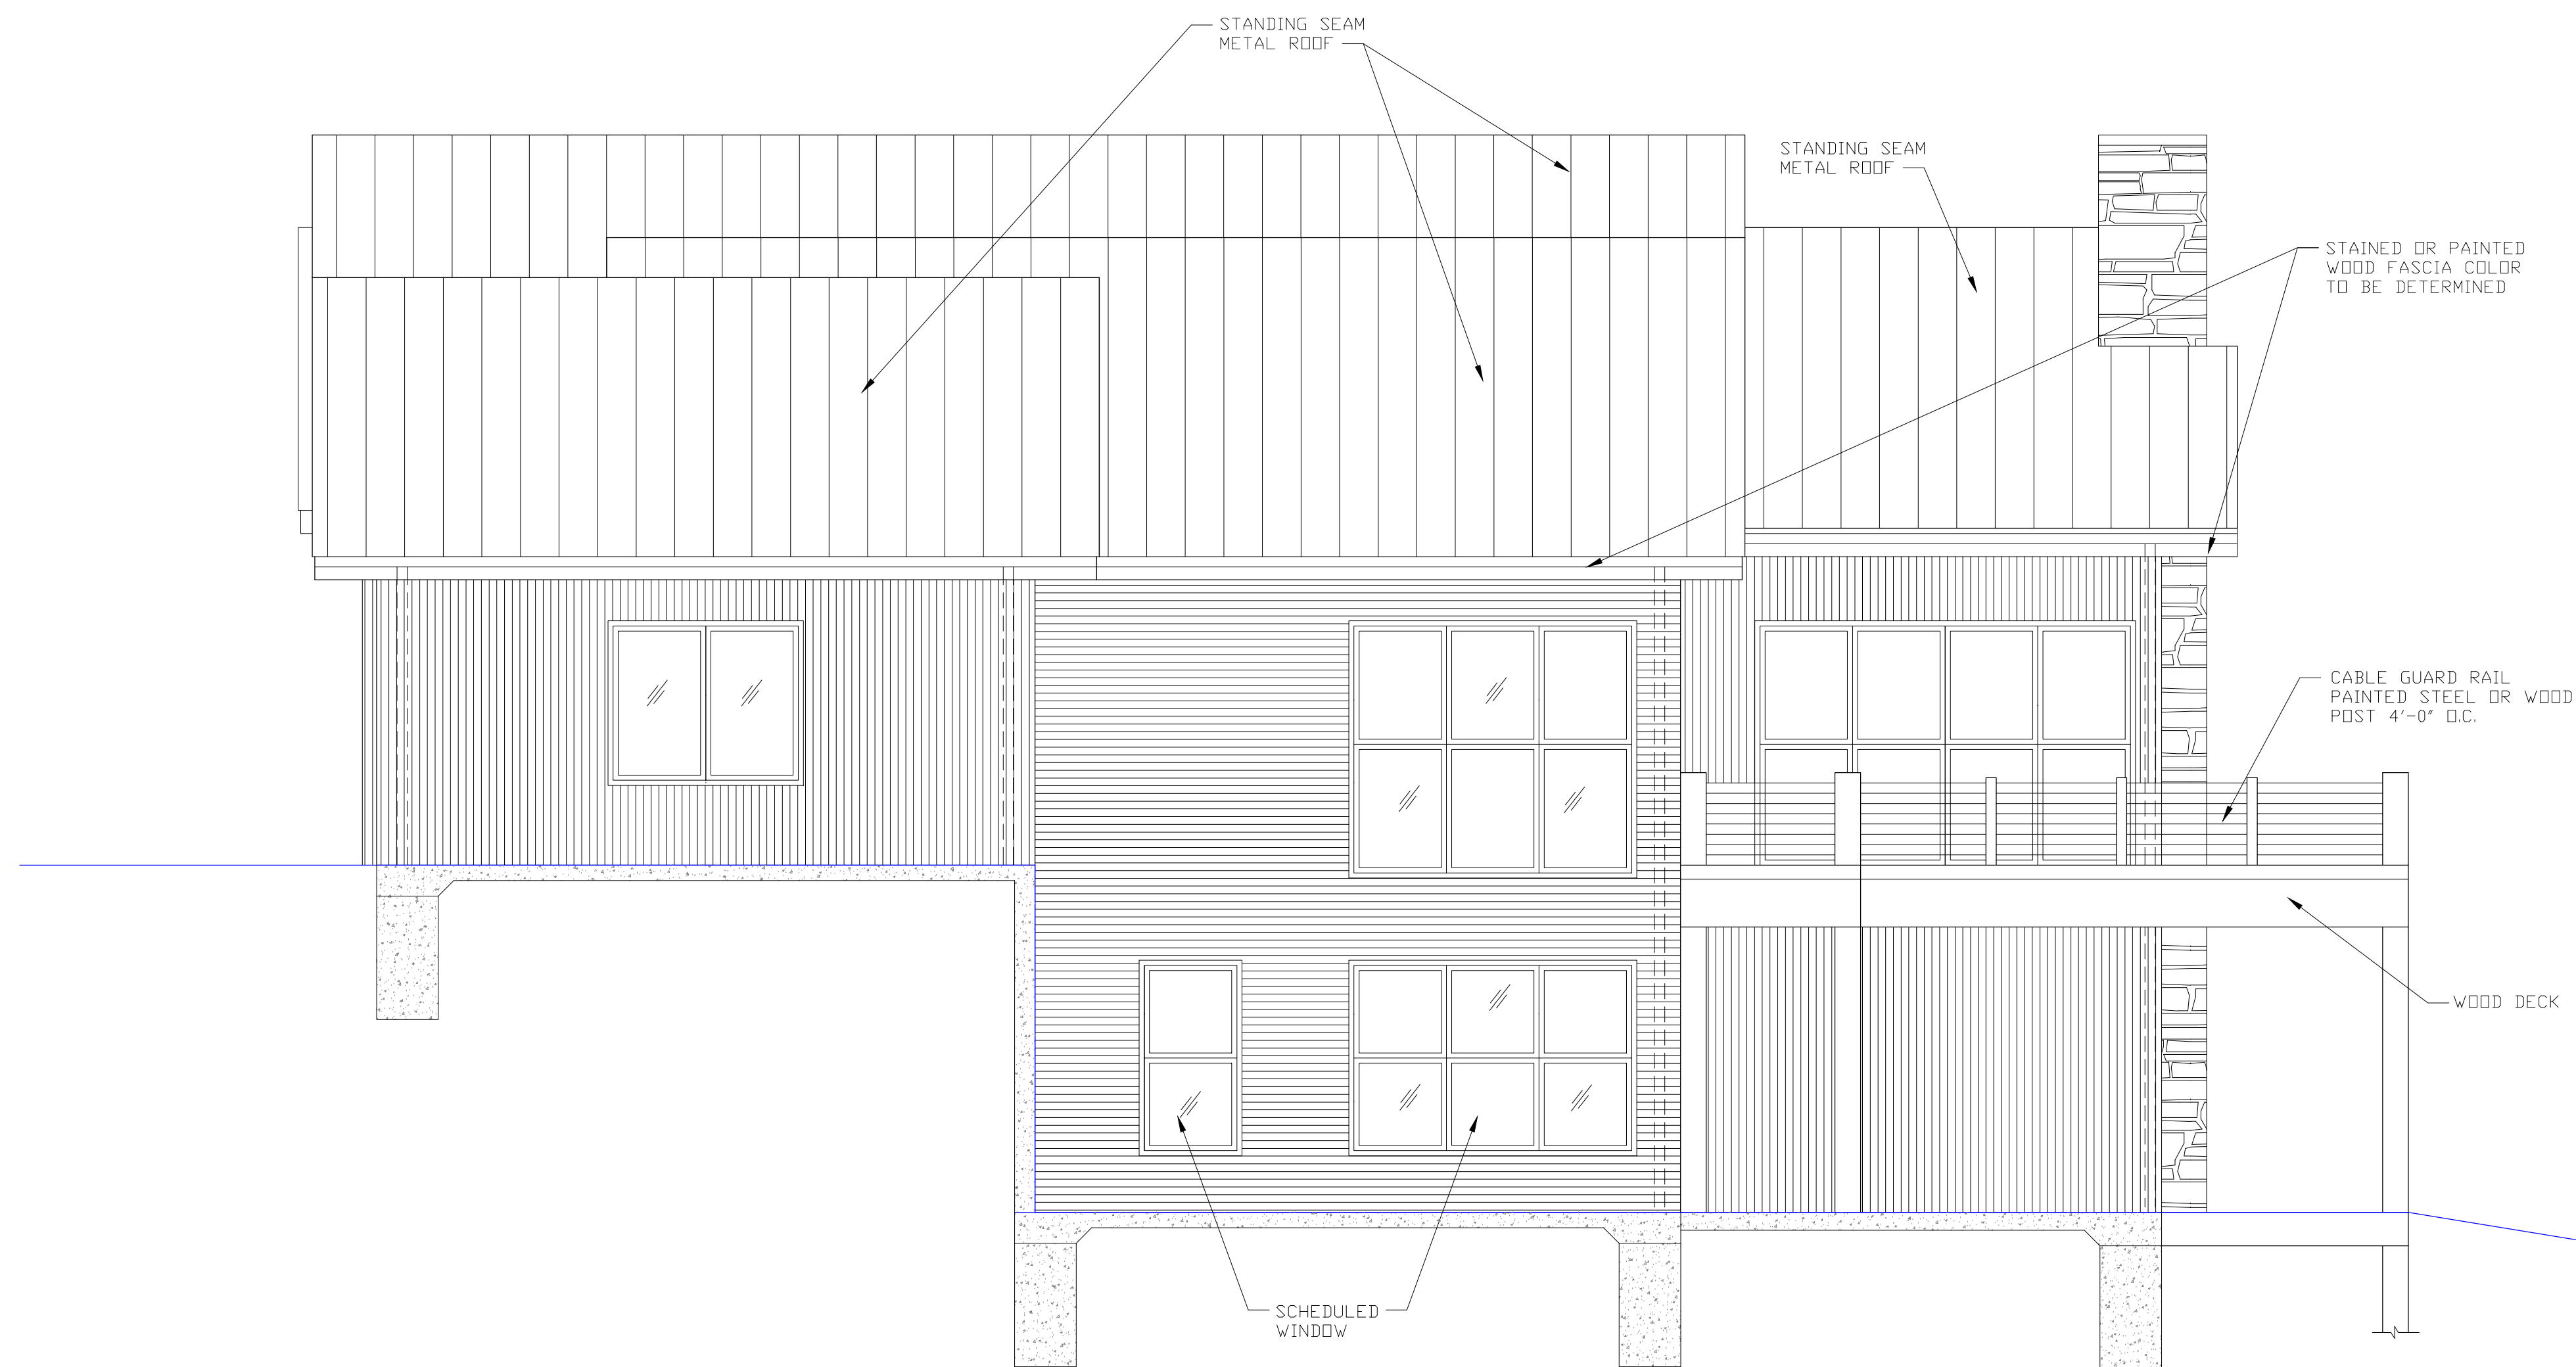 STANDING SEAM
METAL ROOF
STANDING SEAM
METAL ROOF
STAINED OR PAINTED
WOOD FASCIA COLOR
TO BE DETERMINED
CABLE GUARD RAIL
PAINTED STEEL OR WOOD
POST 4'-0" O.C.
WOOD DECK
SCHEDULED
WINDOW